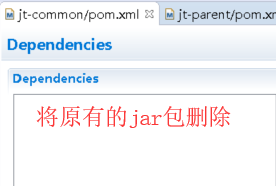 jt-common/pom.xml jt-parent/pom.xm
Dependencies
Dependencies
将原有的jar包删除